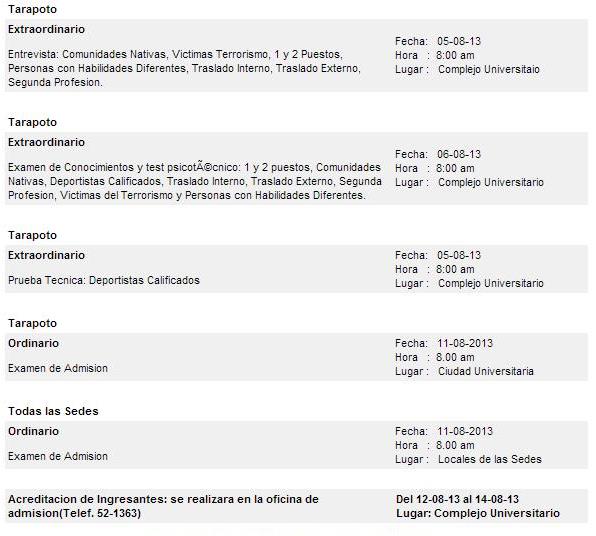 Tarapoto
Extraordinario
Entrevista: Comunidades Nativas, Victimas Terrorismo, 1 y 2 Puestos,
Personas con Habilidades Diferentes, Traslado Interno, Traslado Externo,
Segunda Profesion.
Fecha: 05-08-13
Hora : 8:00 am
Lugar : Complejo Universitaio
Tarapoto
Extraordinario
Examen de Conocimientos y test psicotÃ©cnico: 1 y 2 puestos, Comunidades
Nativas, Deportistas Calificados, Traslado Interno, Traslado Externo, Segunda
Profesion, Victimas del Terrorismo y Personas con Habilidades Diferentes.
Fecha: 06-08-13
Hora : 8:00 am
Lugar : Complejo Universitario
Tarapoto
Extraordinario
Prueba Tecnica: Deportistas Calificados
Fecha: 05-08-13
Hora : 8:00 am
Lugar : Complejo Universitario
Tarapoto
Ordinario
Examen de Admision
Fecha: 11-08-2013
Hora : 8.00 am
Lugar : Ciudad Universitaria
Todas las Sedes
Ordinario
Examen de Admision
Fecha: 11-08-2013
Hora : 8.00 am
Lugar : Locales de las Sedes
Acreditacion de Ingresantes: se realizara en la oficina de
admision(Telef. 52-1363)
Del 12-08-13 al 14-08-13
Lugar: Complejo Universitario